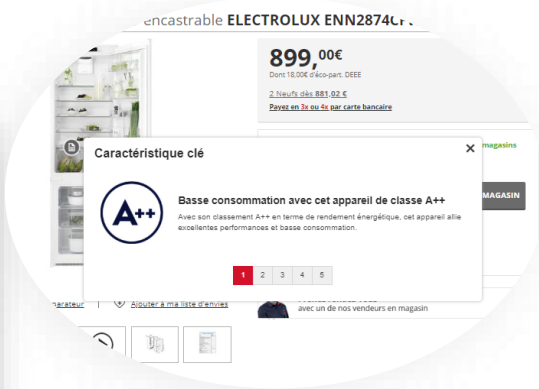 encastrable ELECTROLUX
899,00€
Dont 18,00€ d'éco-part. DEEE
2 Neufs dès 881,02 €
Payez en 3x ou 4x par carte bancaire
magasins
Caractéristique clé
×
MAGASIN
A++
Basse consommation avec cet appareil de classe A++
Avec son classement A++ en terme de rendement énergétique, cet appareil allie
excellentes performances et basse consommation.
1 2 3 4 5
Ajouter à ma liste d'envies
avec un de nos vendeurs en magasin